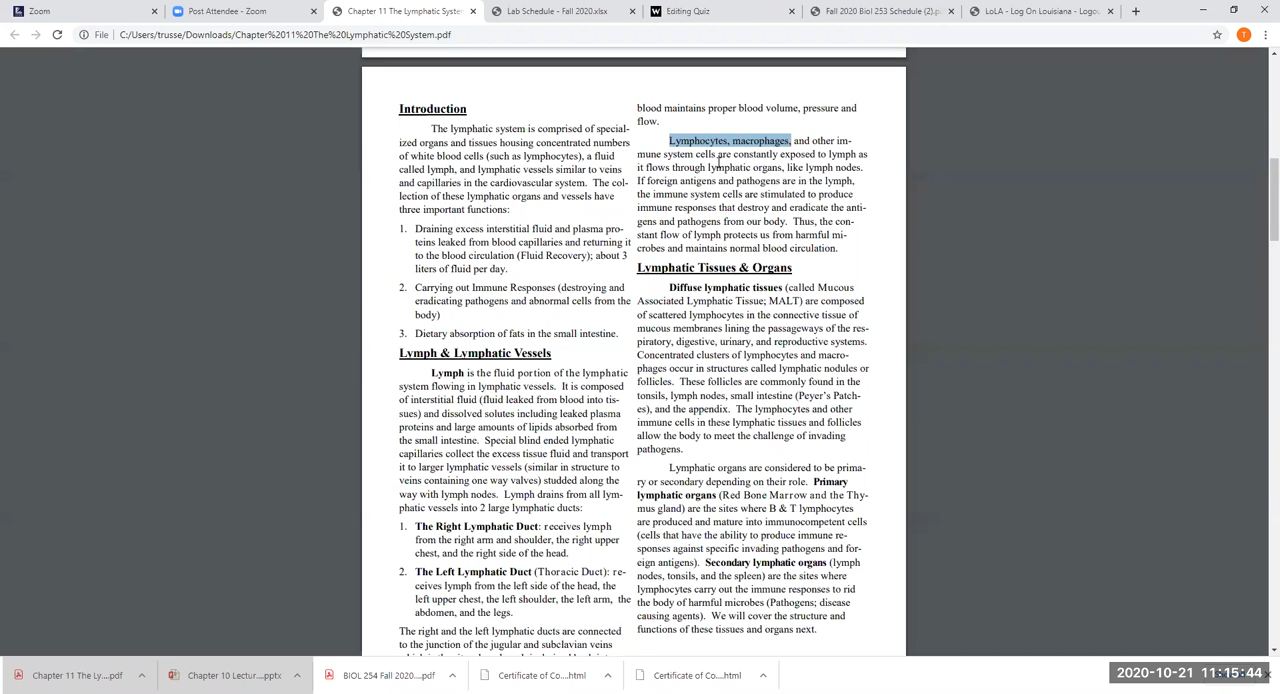 Zoom
Post Attendee - Zoom
Chapter 11 The Lymphatic Syste
Lab Schedule - Fall 2020.xlsx
Editing Quiz
Fall 2020 Biol 253 Schedule (2).p
LoLA - Log On Louisiana - Logou
File
C:/Users/trusse/Downloads/Chapter%2011%20The%20Lymphatic%20System.pdf
T
Introduction
The lymphatic system is comprised of special-
ized organs and tissues housing concentrated numbers
of white blood cells (such as lymphocytes), a fluid
called lymph, and lymphatic vessels similar to veins
and capillaries in the cardiovascular system. The col-
lection of these lymphatic organs and vessels have
three important functions:
1. Draining excess interstitial fluid and plasma pro-
teins leaked from blood capillaries and returning it
to the blood circulation (Fluid Recovery); about 3
liters of fluid per day.
2. Carrying out Immune Responses (destroying and
eradicating pathogens and abnormal cells from the
body)
3. Dietary absorption of fats in the small intestine.
Lymph & Lymphatic Vessels
Lymph is the fluid portion of the lymphatic
system flowing in lymphatic vessels. It is composed
of interstitial fluid (fluid leaked from blood into tis-
sues) and dissolved solutes including leaked plasma
proteins and large amounts of lipids absorbed from
the small intestine. Special blind ended lymphatic
capillaries collect the excess tissue fluid and transport
it to larger lymphatic vessels (similar in structure to
veins containing one way valves) studded along the
way with lymph nodes. Lymph drains from all lym-
phatic vessels into 2 large lymphatic ducts:
1. The Right Lymphatic Duct: receives lymph
from the right arm and shoulder, the right upper
chest, and the right side of the head.
2. The Left Lymphatic Duct (Thoracic Duct): re-
ceives lymph from the left side of the head, the
left upper chest, the left shoulder, the left arm, the
abdomen, and the legs.
The right and the left lymphatic ducts are connected
to the junction of the jugular and subclavian veins
blood maintains proper blood volume, pressure and
flow.
Lymphocytes, macrophages, and other im-
mune system cells are constantly exposed to lymph as
it flows through lymphatic organs, like lymph nodes.
If foreign antigens and pathogens are in the lymph,
the immune system cells are stimulated to produce
immune responses that destroy and eradicate the anti-
gens and pathogens from our body. Thus, the con-
stant flow of lymph protects us from harmful mi-
crobes and maintains normal blood circulation.
Lymphatic Tissues & Organs
Diffuse lymphatic tissues (called Mucous
Associated Lymphatic Tissue; MALT) are composed
of scattered lymphocytes in the connective tissue of
mucous membranes lining the passageways of the res-
piratory, digestive, urinary, and reproductive systems.
Concentrated clusters of lymphocytes and macro-
phages occur in structures called lymphatic nodules or
follicles. These follicles are commonly found in the
tonsils, lymph nodes, small intestine (Peyer's Patch-
es), and the appendix. The lymphocytes and other
immune cells in these lymphatic tissues and follicles
allow the body to meet the challenge of invading
pathogens.
Lymphatic organs are considered to be prima-
ry or secondary depending on their role. Primary
lymphatic organs (Red Bone Marrow and the Thy-
mus gland) are the sites where B & T lymphocytes
are produced and mature into immunocompetent cells
(cells that have the ability to produce immune re-
sponses against specific invading pathogens and for-
eign antigens). Secondary lymphatic organs (lymph
nodes, tonsils, and the spleen) are the sites where
lymphocytes carry out the immune responses to rid
the body of harmful microbes (Pathogens; disease
causing agents). We will cover the structure and
functions of these tissues and organs next.
Chapter 11 The Ly....pdf
Chapter 10 Lectur....pptx
BIOL 254 Fall 2020....pdf
Certificate of Co....html
Certificate of Co....html
2020-10-21 11:15:44